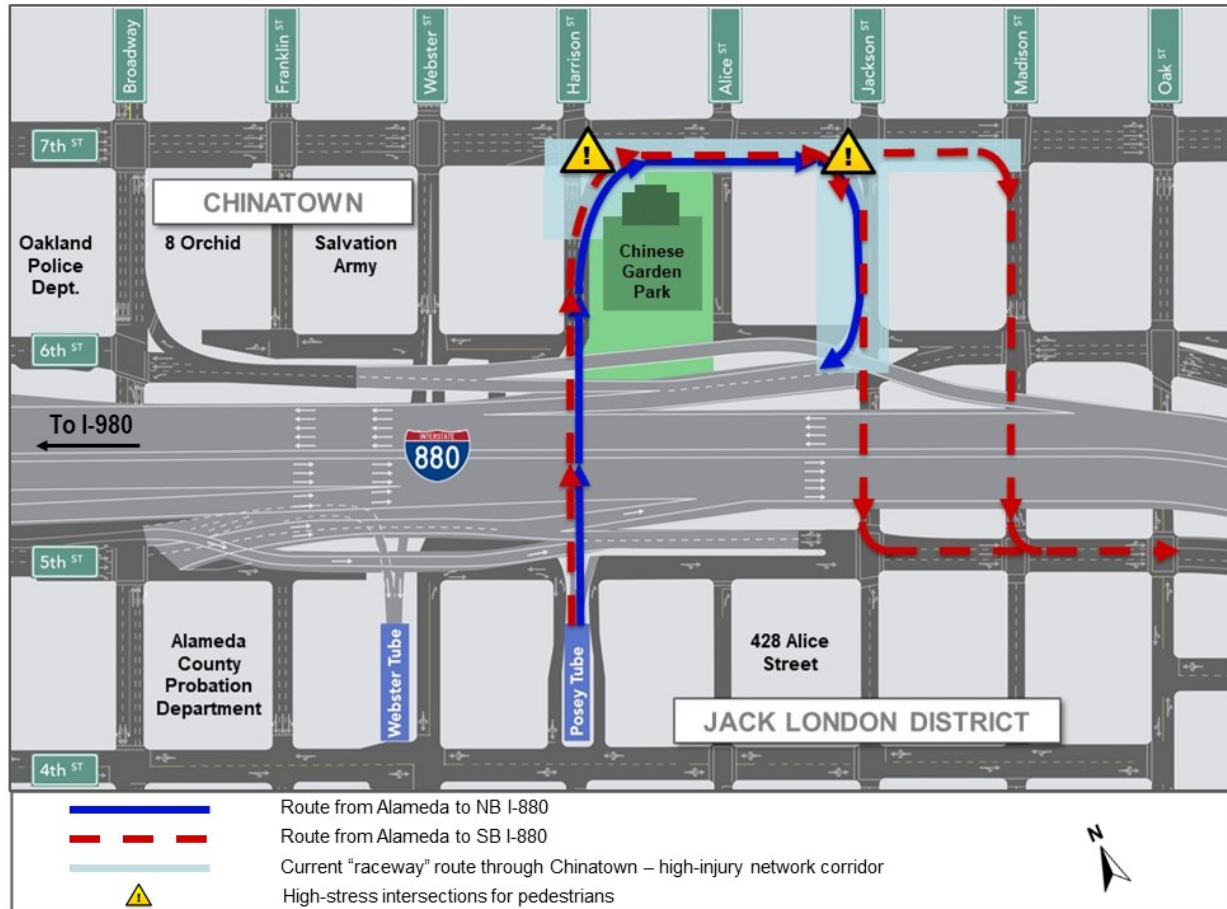 Broadway
Franklin ST
Webster ST
Harrison ST
Alice ST
Jackson ST
Madison ST
Oak ST
7th ST
!
!
CHINATOWN
Oakland
Police
Dept.
8 Orchid
Salvation
Army
Chinese
Garden
Park
6th ST
To I-980
INTERSTATE
880
5th ST
Alameda
County
Probation
Department
Webster Tube
Posey Tube
428 Alice
Street
JACK LONDON DISTRICT
4th ST
Route from Alameda to NB I-880
Route from Alameda to SB I-880
Current “raceway” route through Chinatown – high-injury network corridor
!
High-stress intersections for pedestrians
N